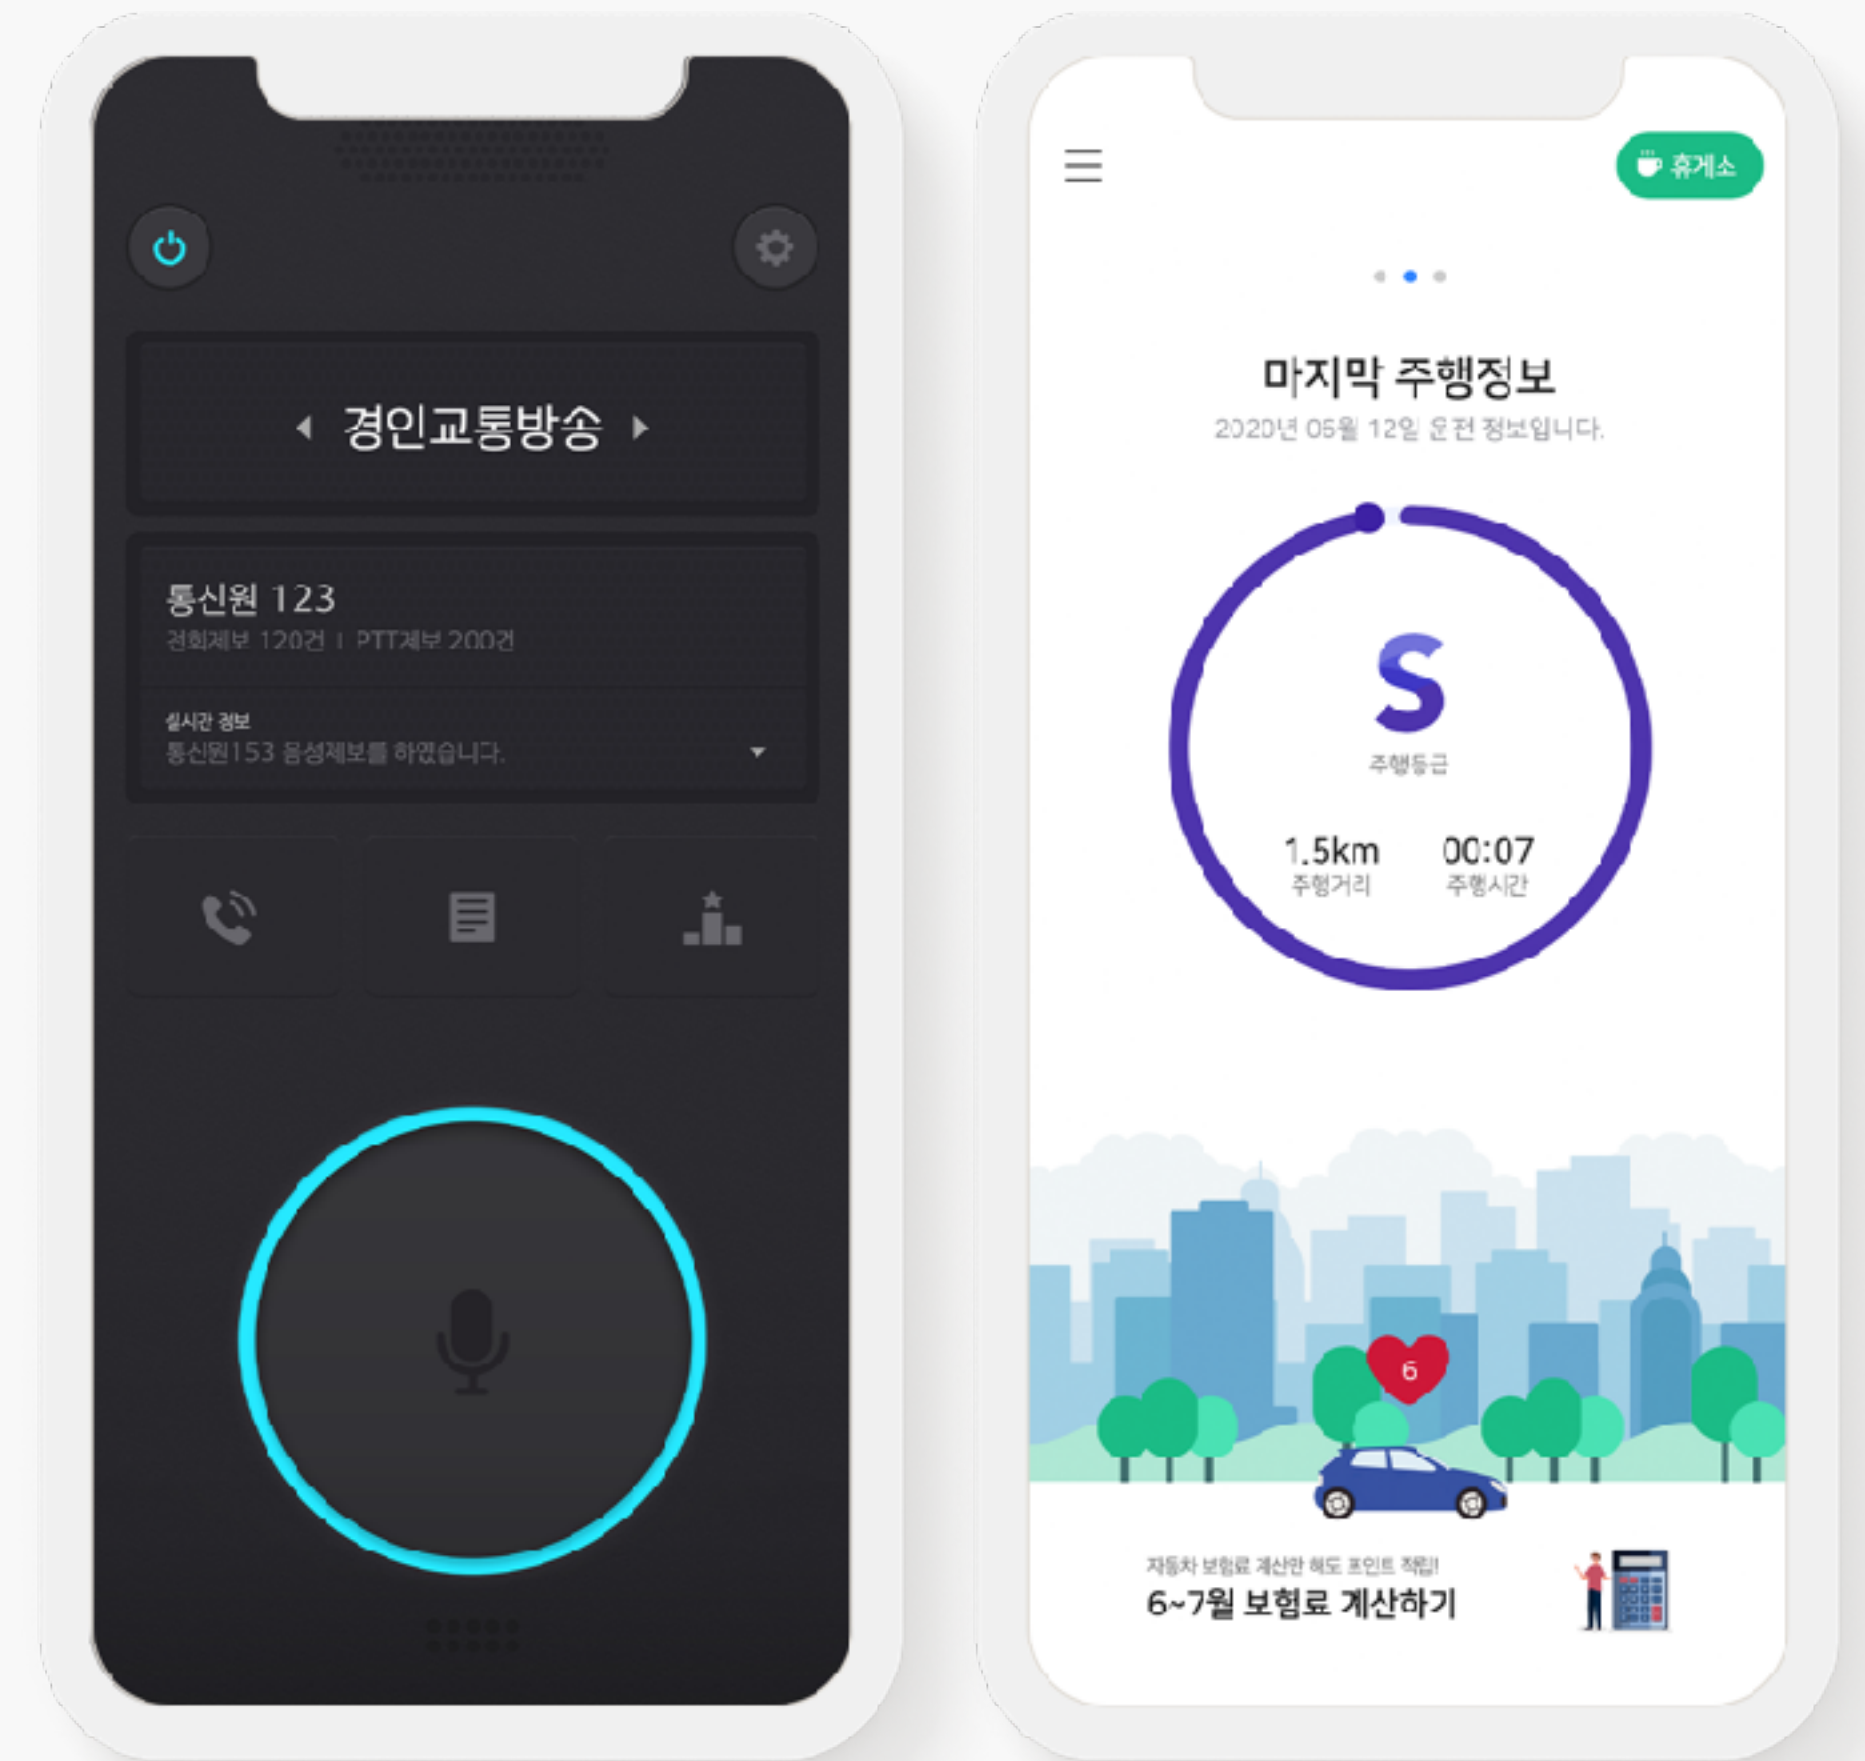 경인교통방송
통신원 123
전화제보 120건 | PTT제보 200건
실시간 정보
통신원153 음성제보를 하였습니다.
휴게소
마지막 주행정보
2020년 05월 12일 운전 정보입니다.
S
주행등급
1.5km 00:07
주행거리 주행시간
6
자동차 보험료 계산만 해도 포인트 적립!
6~7월 보험료 계산하기